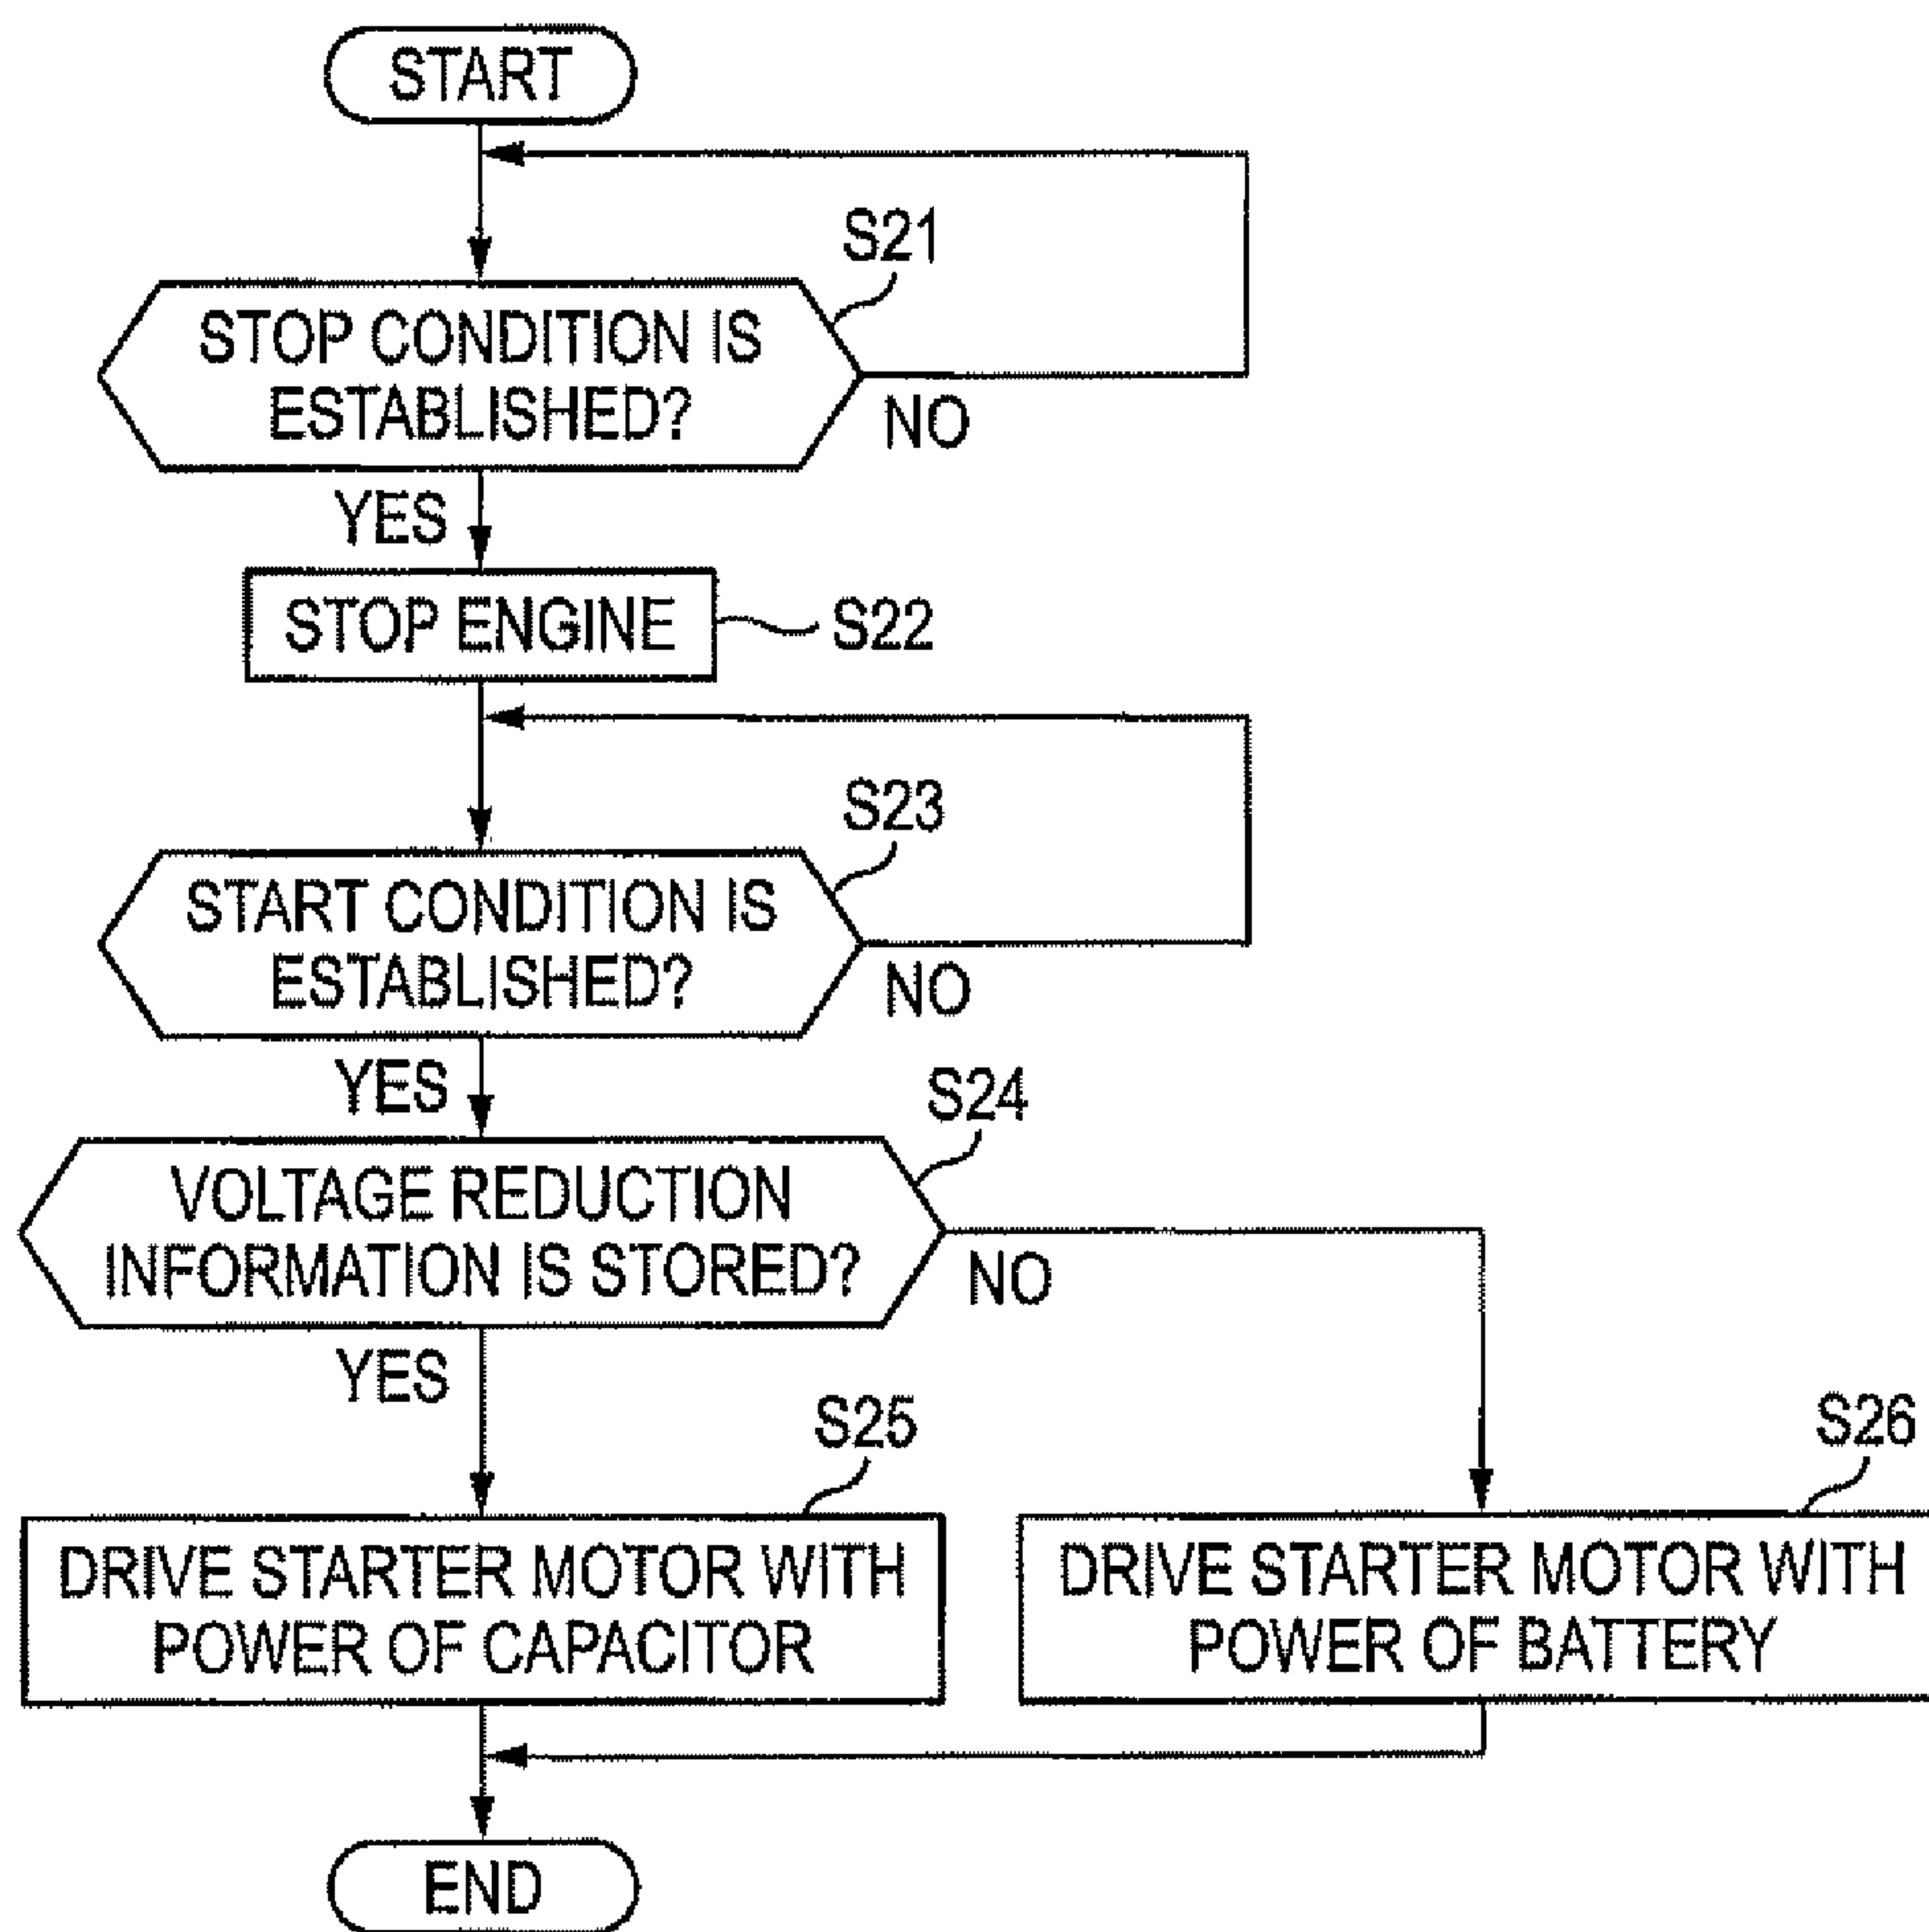 START
S21
STOP CONDITION IS
ESTABLISHED?
NO
YES
STOP ENGINE
S22
S23
START CONDITION IS
ESTABLISHED?
NO
YES
S24
VOLTAGE REDUCTION
INFORMATION IS STORED?
NO
YES
S25
S26
DRIVE STARTER MOTOR WITH
POWER OF CAPACITOR
DRIVE STARTER MOTOR WITH
POWER OF BATTERY
END